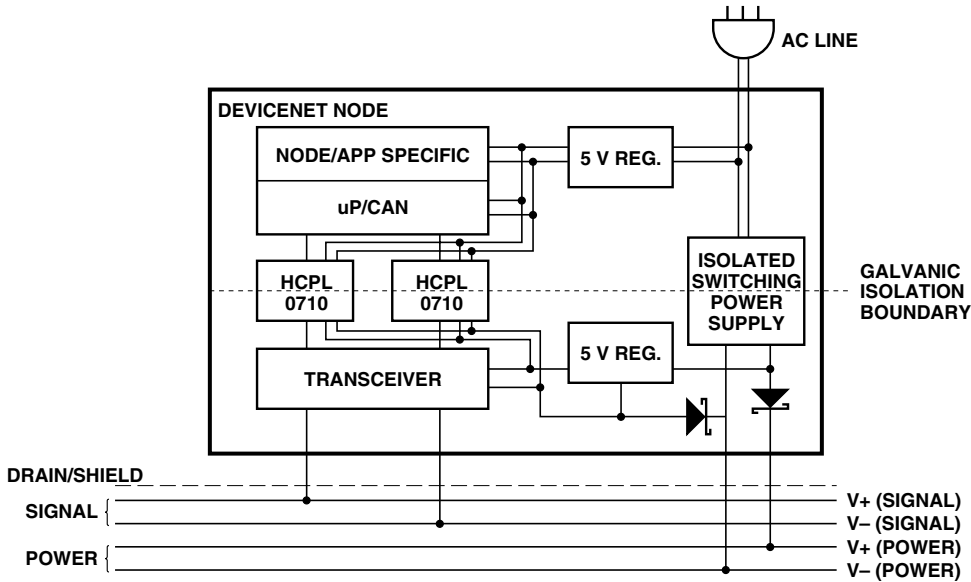 AC LINE
DEVICENET NODE
NODE/APP SPECIFIC
5 V REG.
uP/CAN
HCPL
0710
HCPL
0710
ISOLATED
SWITCHING
POWER
SUPPLY
GALVANIC
ISOLATION
BOUNDARY
TRANSCEIVER
5 V REG.
DRAIN/SHIELD
SIGNAL
V+ (SIGNAL)
V– (SIGNAL)
POWER
V+ (POWER)
V– (POWER)